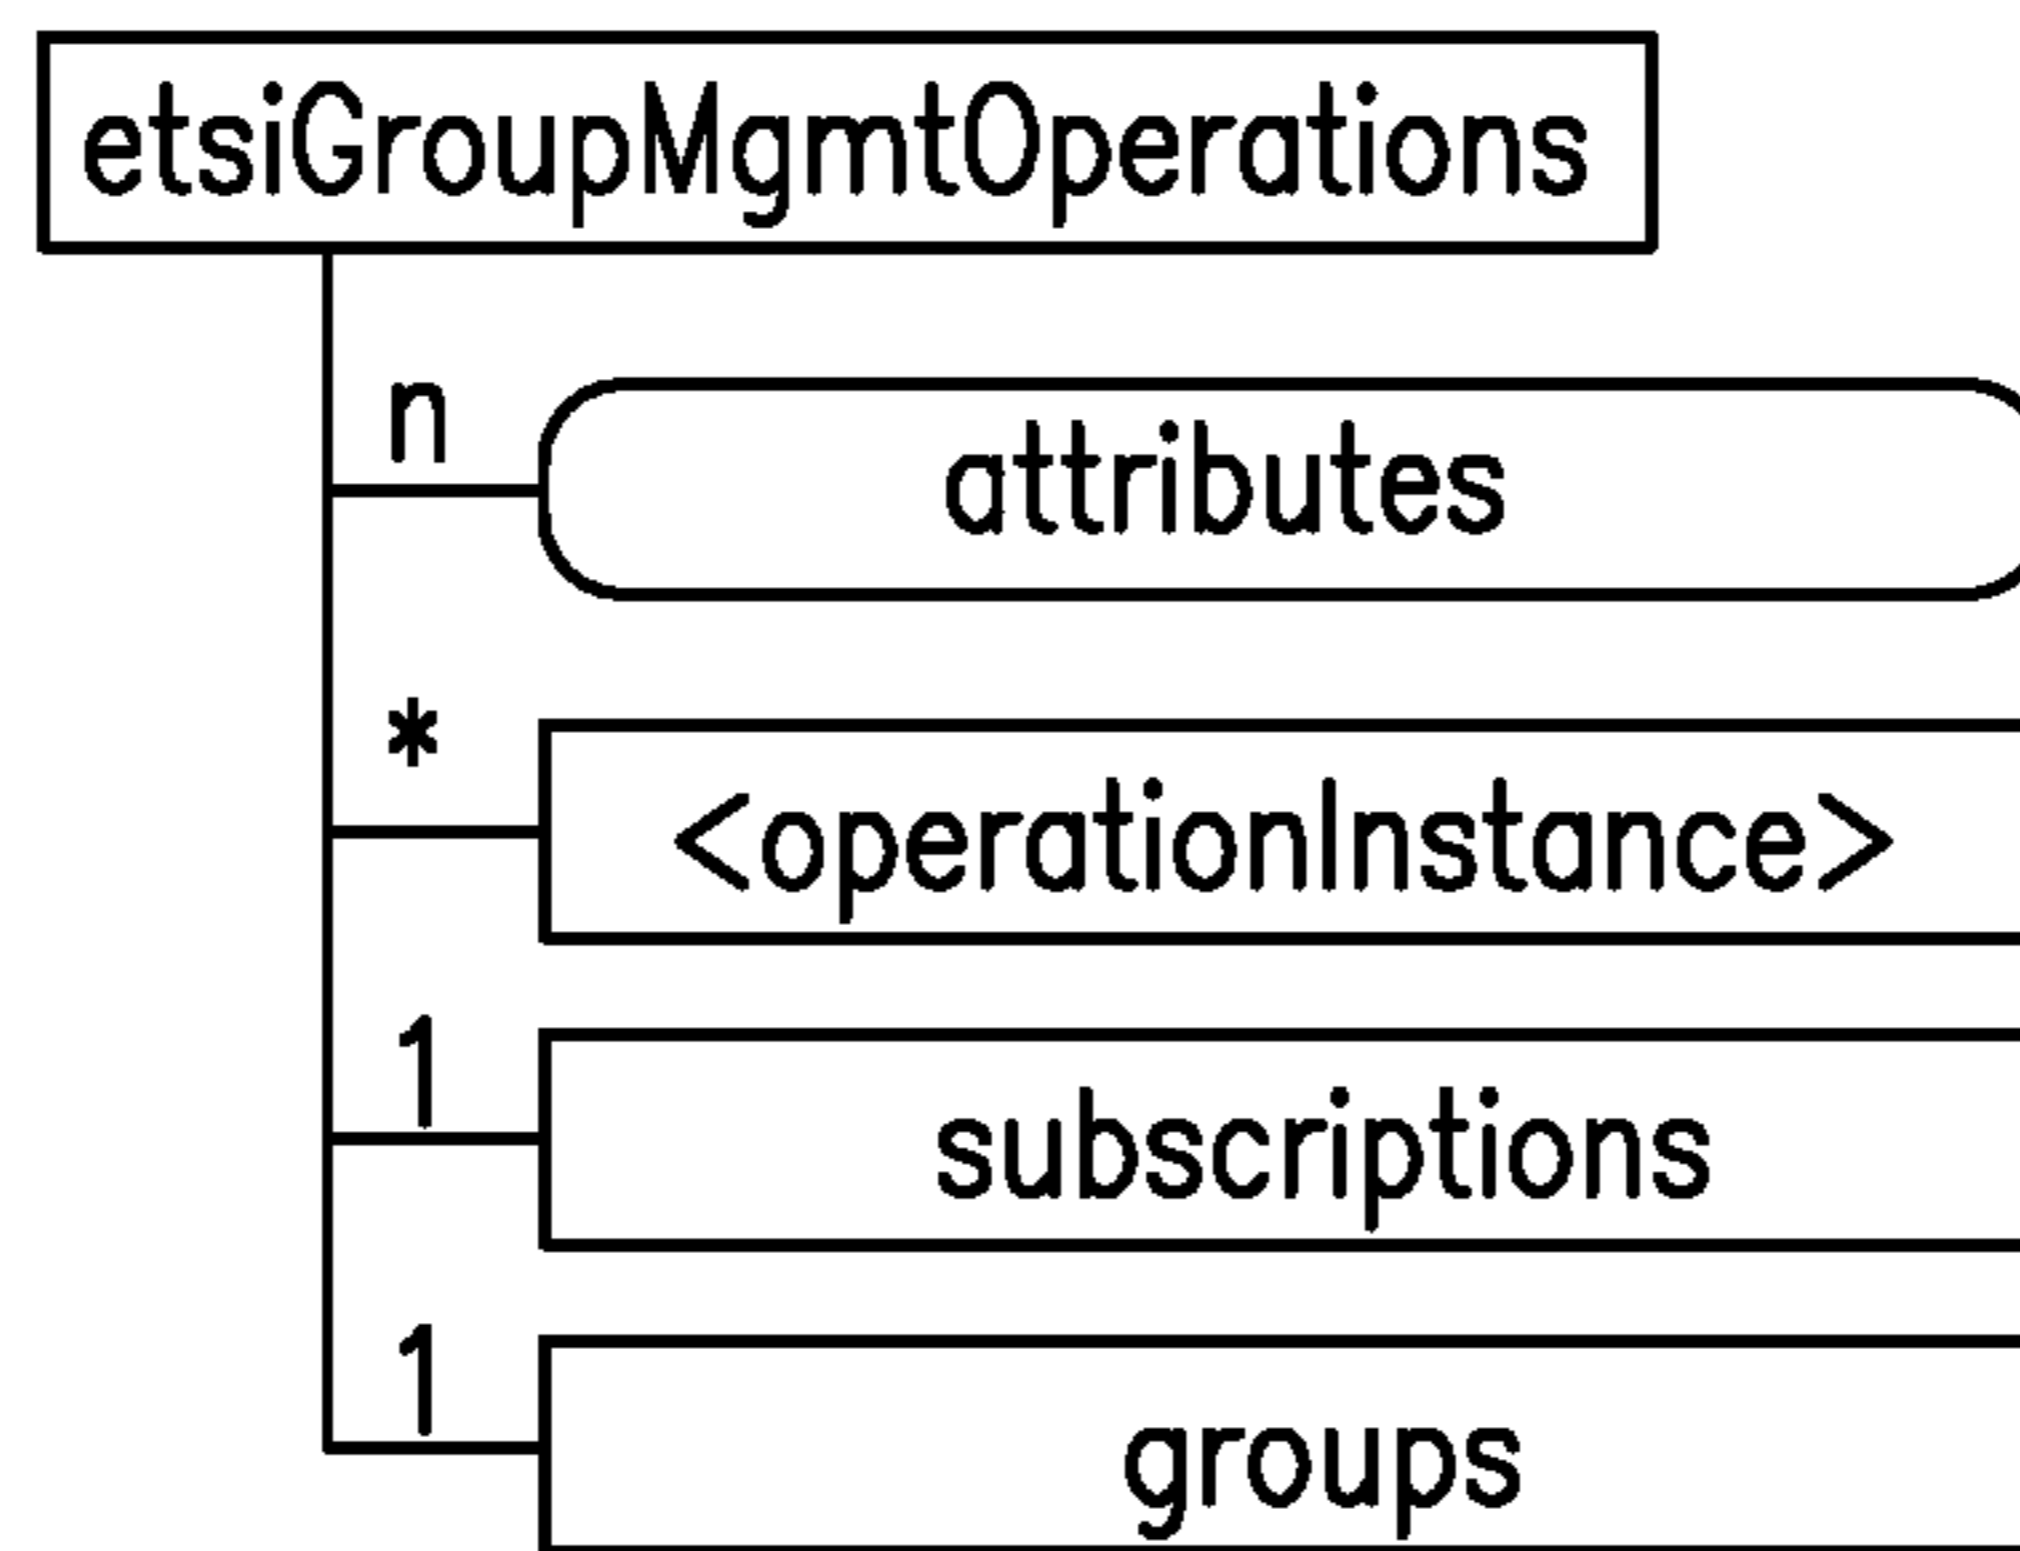 etsiGroupMgmtOperations
n
attributes
*
<operationInstance>
1
subscriptions
1
groups